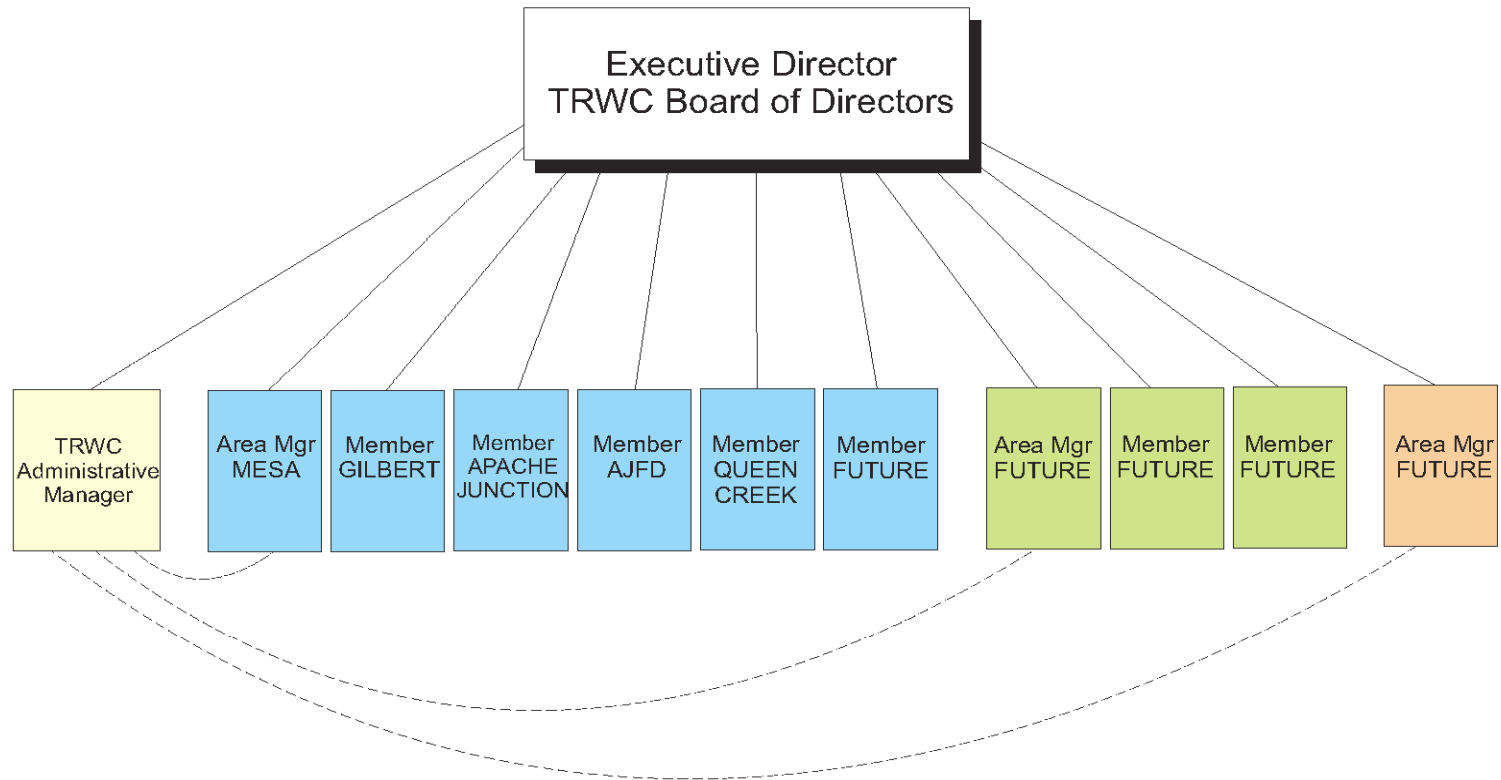 Executive Director
TRWC Board of Directors
TRWC
Administrative
Manager
Area Mgr
MESA
Member
GILBERT
Member
APACHE
JUNCTION
Member
AJFD
Member
QUEEN
CREEK
Member
FUTURE
Area Mgr
FUTURE
Member
FUTURE
Member
FUTURE
Area Mgr
FUTURE